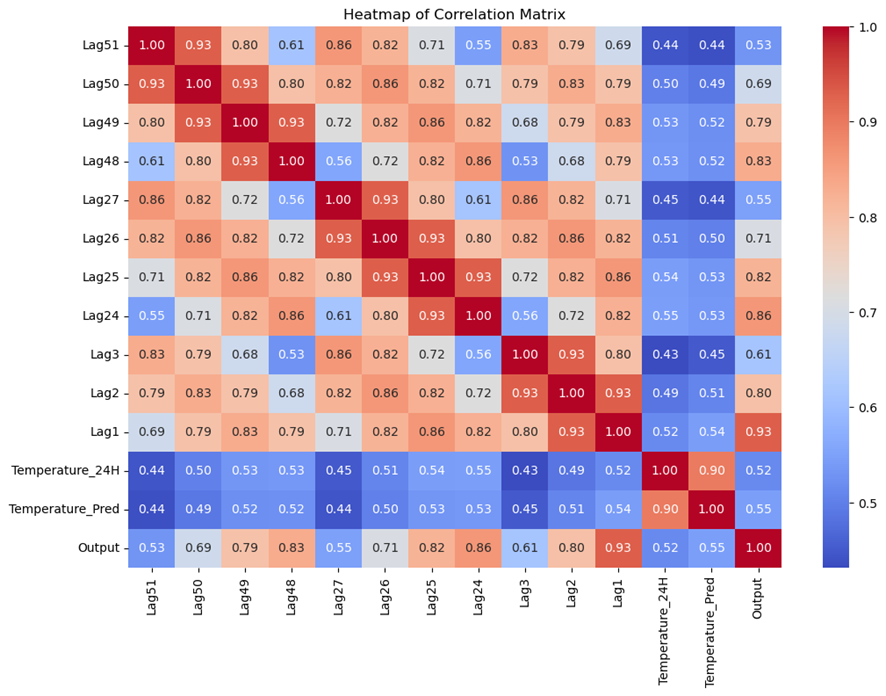 Heatmap of Correlation Matrix
Lag51 1.00 0.93 0.80 0.61 0.86 0.82 0.71 0.55 0.83 0.79 0.69 0.44 0.44 0.53
Lag50 0.93 1.00 0.93 0.80 0.82 0.86 0.82 0.71 0.79 0.83 0.79 0.50 0.49 0.69
Lag49 0.80 0.93 1.00 0.93 0.72 0.82 0.86 0.82 0.68 0.79 0.83 0.53 0.52 0.79
Lag48 0.61 0.80 0.93 1.00 0.56 0.72 0.82 0.86 0.53 0.68 0.79 0.53 0.52 0.83
Lag27 0.86 0.82 0.72 0.56 1.00 0.93 0.80 0.61 0.86 0.82 0.71 0.45 0.44 0.55
Lag26 0.82 0.86 0.82 0.72 0.93 1.00 0.93 0.80 0.82 0.86 0.82 0.51 0.50 0.71
Lag25 0.71 0.82 0.86 0.82 0.80 0.93 1.00 0.93 0.72 0.82 0.86 0.54 0.53 0.82
Lag24 0.55 0.71 0.82 0.86 0.61 0.80 0.93 1.00 0.56 0.72 0.82 0.55 0.53 0.86
Lag3 0.83 0.79 0.68 0.53 0.86 0.82 0.72 0.56 1.00 0.93 0.80 0.43 0.45 0.61
Lag2 0.79 0.83 0.79 0.68 0.82 0.86 0.82 0.72 0.93 1.00 0.93 0.49 0.51 0.80
Lag1 0.69 0.79 0.83 0.79 0.71 0.82 0.86 0.82 0.80 0.93 1.00 0.52 0.54 0.93
Temperature_24H 0.44 0.50 0.53 0.53 0.45 0.51 0.54 0.55 0.43 0.49 0.52 1.00 0.90 0.52
Temperature_Pred 0.44 0.49 0.52 0.52 0.44 0.50 0.53 0.53 0.45 0.51 0.54 0.90 1.00 0.55
Output 0.53 0.69 0.79 0.83 0.55 0.71 0.82 0.86 0.61 0.80 0.93 0.52 0.55 1.00
Lag51 Lag50 Lag49 Lag48 Lag27 Lag26 Lag25 Lag24 Lag3 Lag2 Lag1 Temperature_24H Temperature_Pred Output
1.0
0.9
0.8
0.7
0.6
0.5